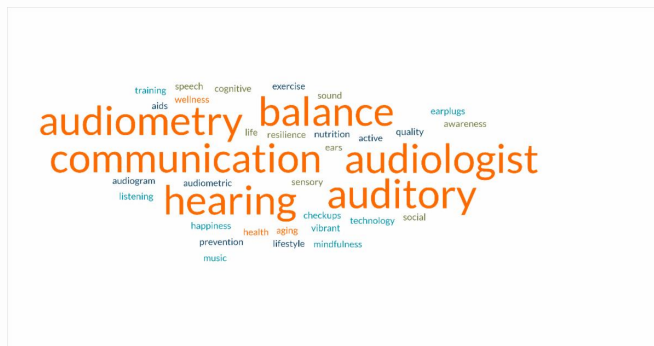 training speech cognitive exercise
aids wellness sound
audiometry balance earplugs
life resilience nutrition active quality awareness
ears
communication audiologist
audiogram audiometric sensory
listening hearing auditory
checkups technology social
happiness health aging vibrant
prevention lifestyle mindfulness
music